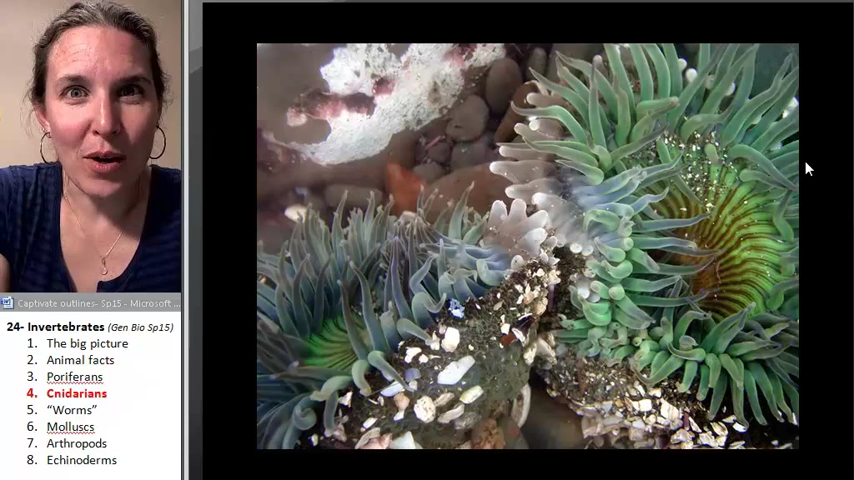 Captivate outlines- Sp15 - Microsoft ...
24- Invertebrates (Gen Bio Sp15)
1. The big picture
2. Animal facts
3. Poriferans
4. Cnidarians
5. "Worms"
6. Molluscs
7. Arthropods
8. Echinoderms